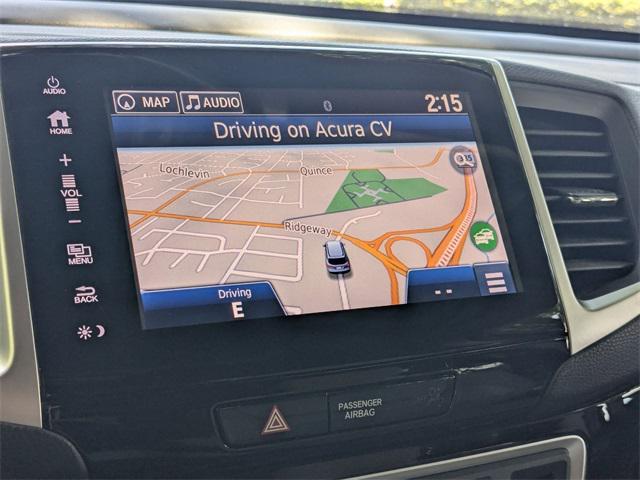 AUDIO
MAP
AUDIO
2:15
HOME
Driving on Acura CV
+
VOL
-
MENU
BACK
Lochlevin
Quince
Ridgeway
Driving
E
--
PASSENGER
AIRBAG